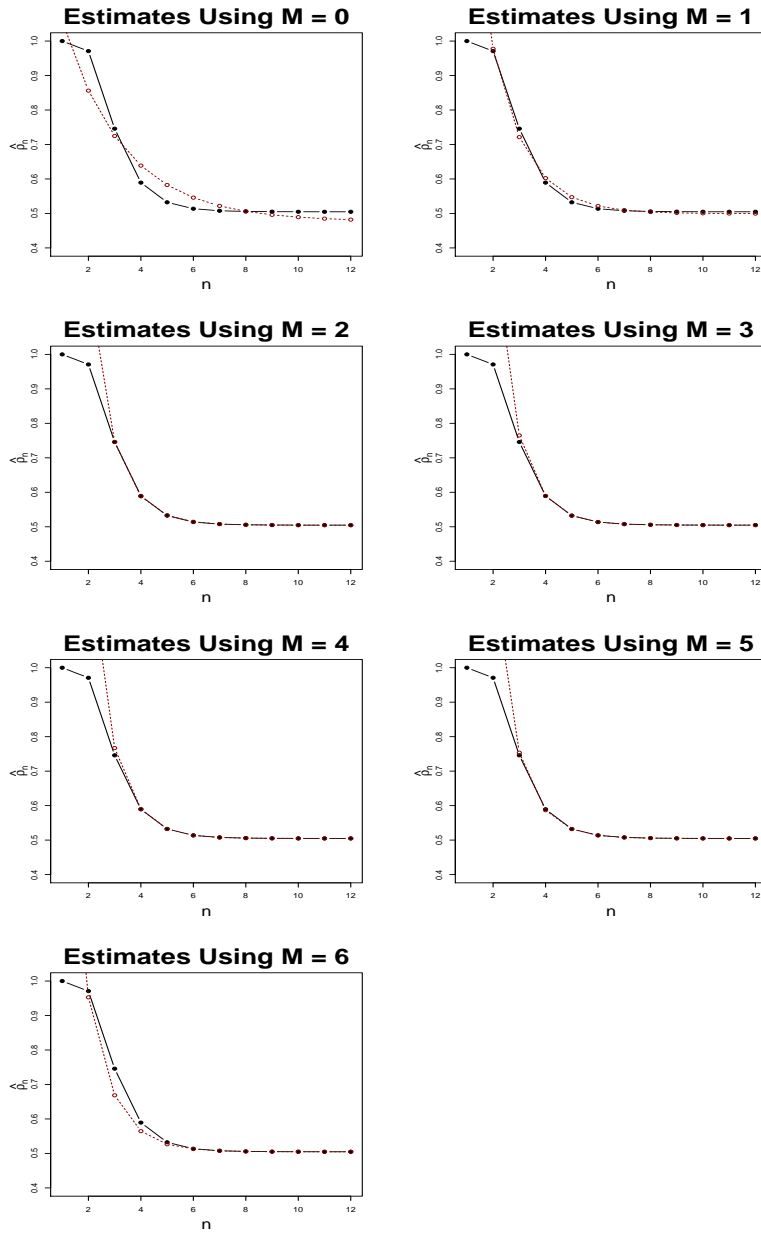 Estimates Using M = 0
1.0
0.9
0.8
0.7
0.6
0.5
0.4
ρ̂n
2 4 6 8 10 12
n
Estimates Using M = 1
1.0
0.9
0.8
0.7
0.6
0.5
0.4
ρ̂n
2 4 6 8 10 12
n
Estimates Using M = 2
1.0
0.9
0.8
0.7
0.6
0.5
0.4
ρ̂n
2 4 6 8 10 12
n
Estimates Using M = 3
1.0
0.9
0.8
0.7
0.6
0.5
0.4
ρ̂n
2 4 6 8 10 12
n
Estimates Using M = 4
1.0
0.9
0.8
0.7
0.6
0.5
0.4
ρ̂n
2 4 6 8 10 12
n
Estimates Using M = 5
1.0
0.9
0.8
0.7
0.6
0.5
0.4
ρ̂n
2 4 6 8 10 12
n
Estimates Using M = 6
1.0
0.9
0.8
0.7
0.6
0.5
0.4
ρ̂n
2 4 6 8 10 12
n